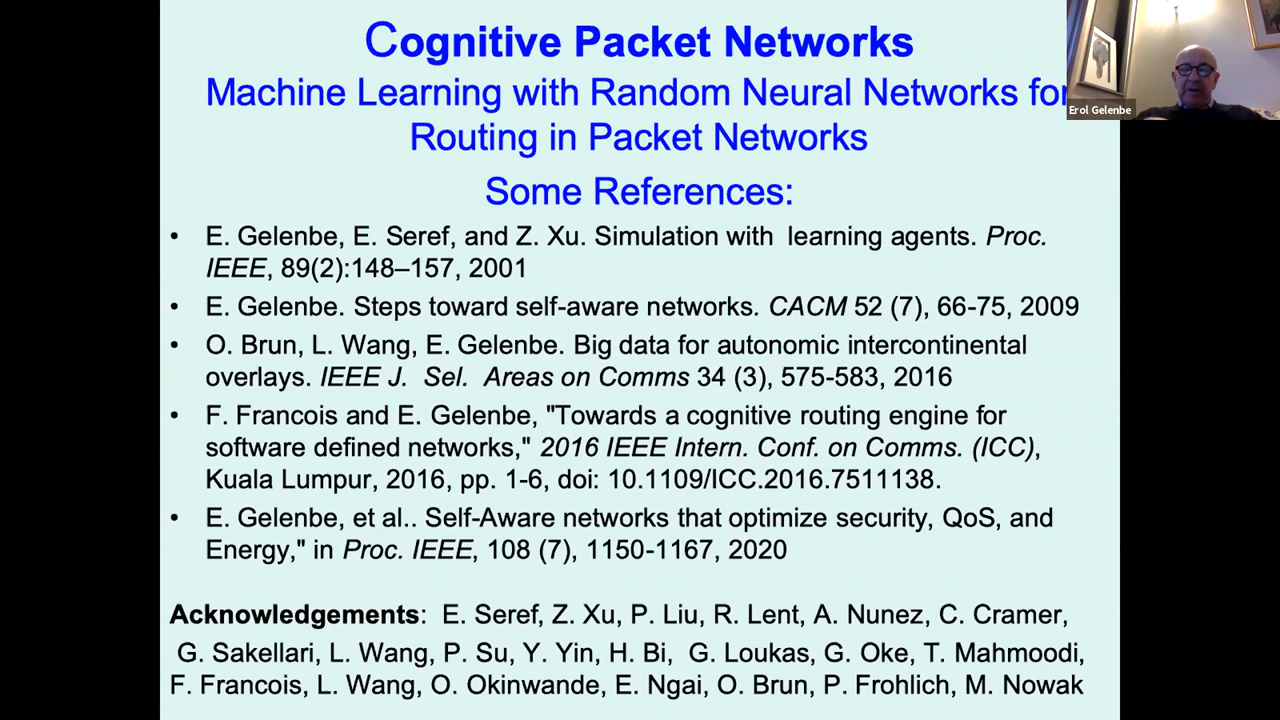 Cognitive Packet Networks
Machine Learning with Random Neural Networks for
Routing in Packet Networks
Some References:
• E. Gelenbe, E. Seref, and Z. Xu. Simulation with learning agents. Proc.
IEEE, 89(2):148–157, 2001
• E. Gelenbe. Steps toward self-aware networks. CACM 52 (7), 66-75, 2009
• O. Brun, L. Wang, E. Gelenbe. Big data for autonomic intercontinental
overlays. IEEE J. Sel. Areas on Comms 34 (3), 575-583, 2016
• F. Francois and E. Gelenbe, "Towards a cognitive routing engine for
software defined networks," 2016 IEEE Intern. Conf. on Comms. (ICC),
Kuala Lumpur, 2016, pp. 1-6, doi: 10.1109/ICC.2016.7511138.
• E. Gelenbe, et al.. Self-Aware networks that optimize security, QoS, and
Energy," in Proc. IEEE, 108 (7), 1150-1167, 2020
Acknowledgements: E. Seref, Z. Xu, P. Liu, R. Lent, A. Nunez, C. Cramer,
G. Sakellari, L. Wang, P. Su, Y. Yin, H. Bi, G. Loukas, G. Oke, T. Mahmoodi,
F. Francois, L. Wang, O. Okinwande, E. Ngai, O. Brun, P. Frohlich, M. Nowak
Erol Gelenbe